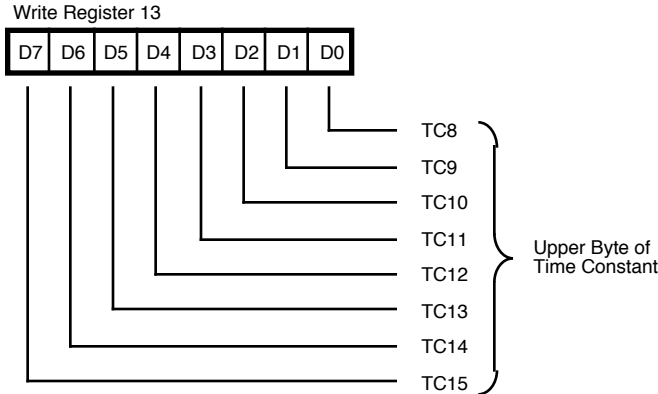 Write Register 13
D7 D6 D5 D4 D3 D2 D1 D0
TC8
TC9
TC10
TC11
TC12
TC13
TC14
TC15
Upper Byte of
Time Constant